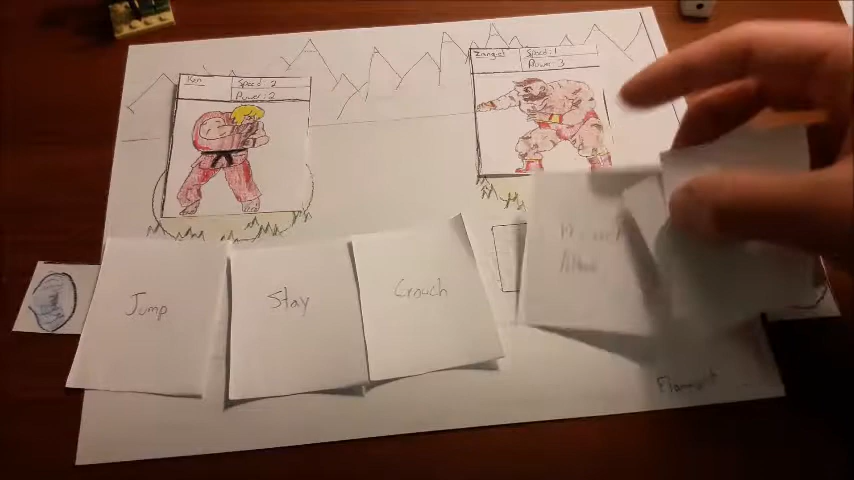 Ken
Speed: 2
Power: 2
Zangief
Speed: 1
Power: 3
Jump
Stay
Crouch